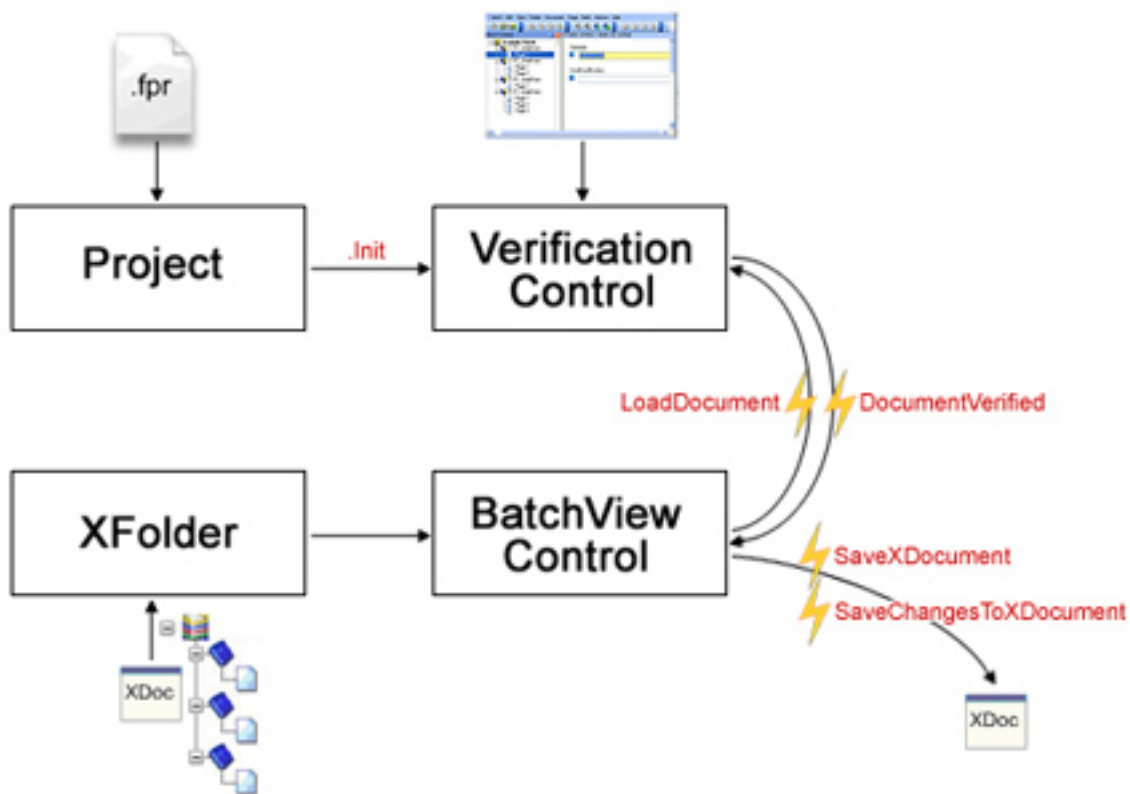 .fpr
Project
.Init
Verification
Control
LoadDocument
DocumentVerified
XFolder
BatchView
Control
SaveXDocument
SaveChangesToXDocument
XDoc
XDoc